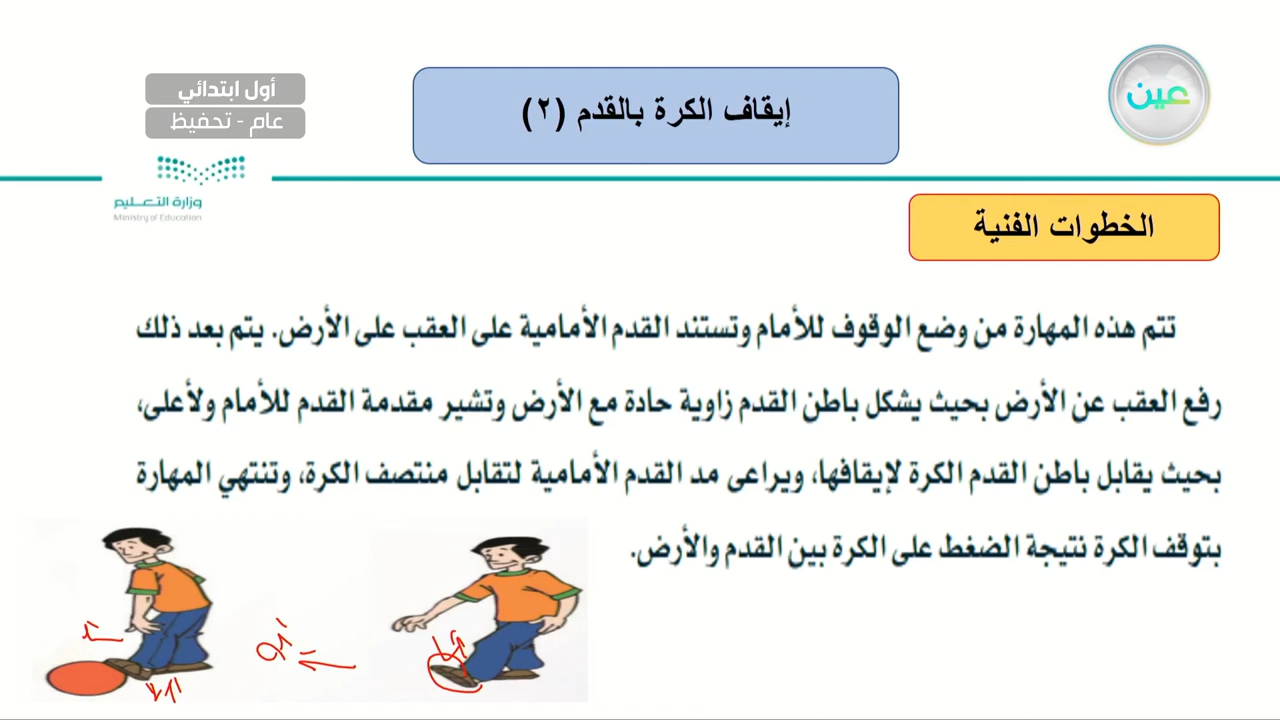 عين
إيقاف الكرة بالقدم (٢)
أول ابتدائي
عام - تحفيظ
وزارة التعليم
Ministry of Education
الخطوات الفنية
تتم هذه المهارة من وضع الوقوف للأمام وتستند القدم الأمامية على العقب على الأرض. يتم بعد ذلك
رفع العقب عن الأرض بحيث يشكل باطن القدم زاوية حادة مع الأرض وتشير مقدمة القدم للأمام ولأعلى،
بحيث يقابل باطن القدم الكرة لإيقافها، ويراعى مد القدم الأمامية لتقابل منتصف الكرة، وتنتهي المهارة
بتوقف الكرة نتيجة الضغط على الكرة بين القدم والأرض.